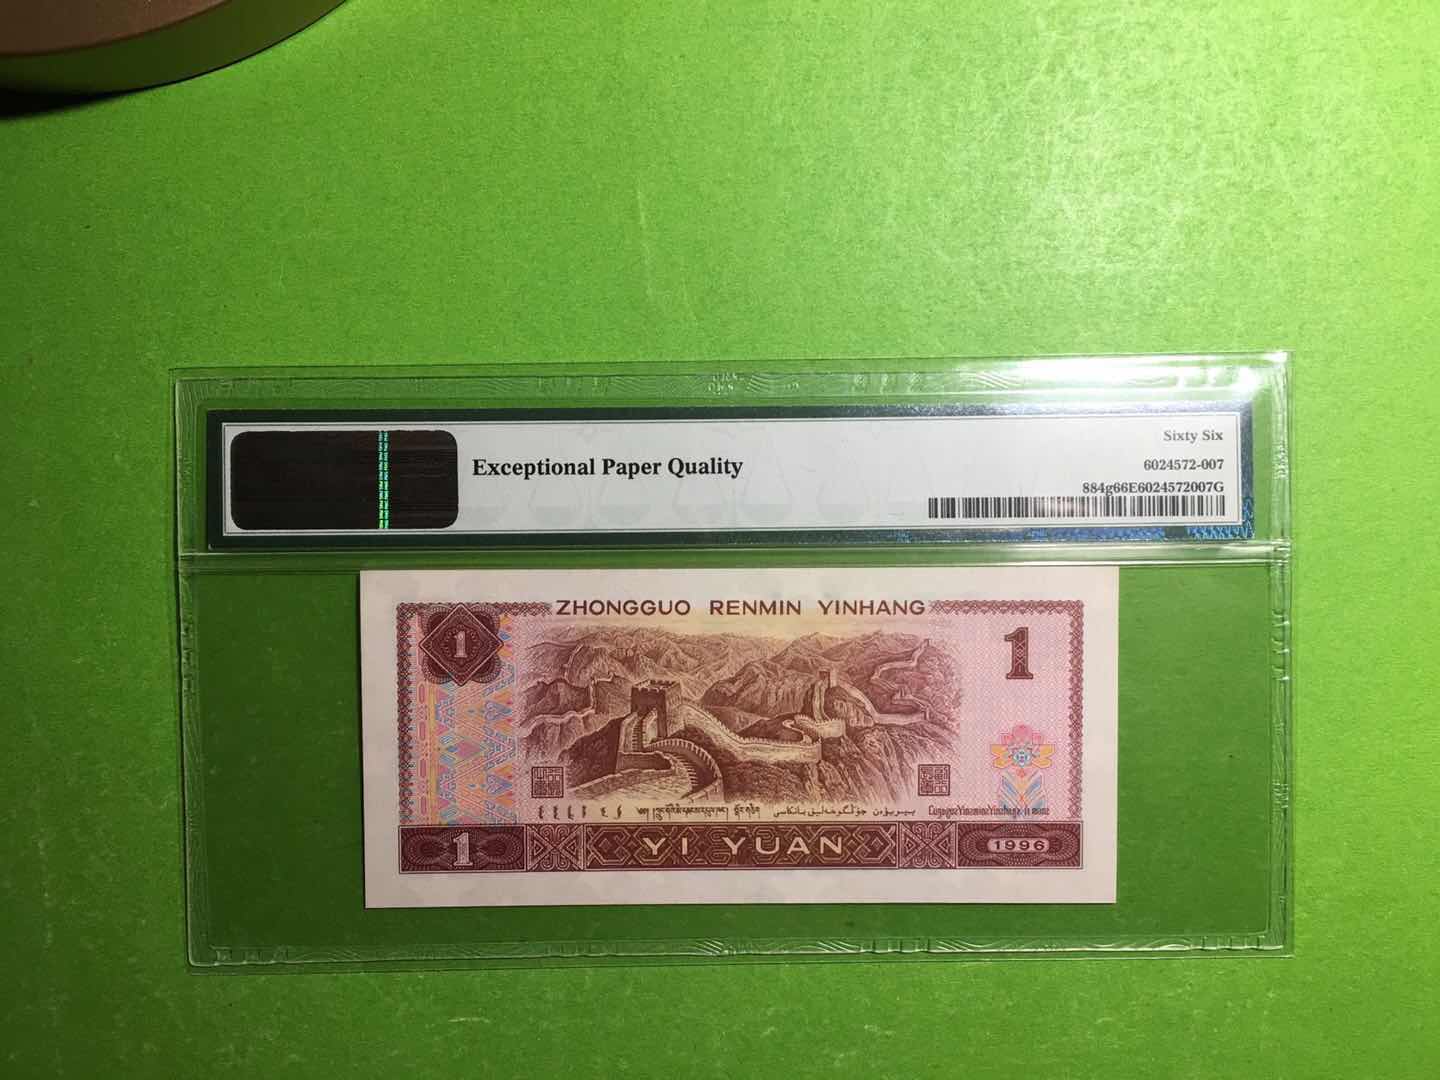 Exceptional Paper Quality
Sixty Six
6024572-007
884g66E6024572007G
ZHONGGUO RENMIN YINHANG
1
1
1
YI YUAN
1996